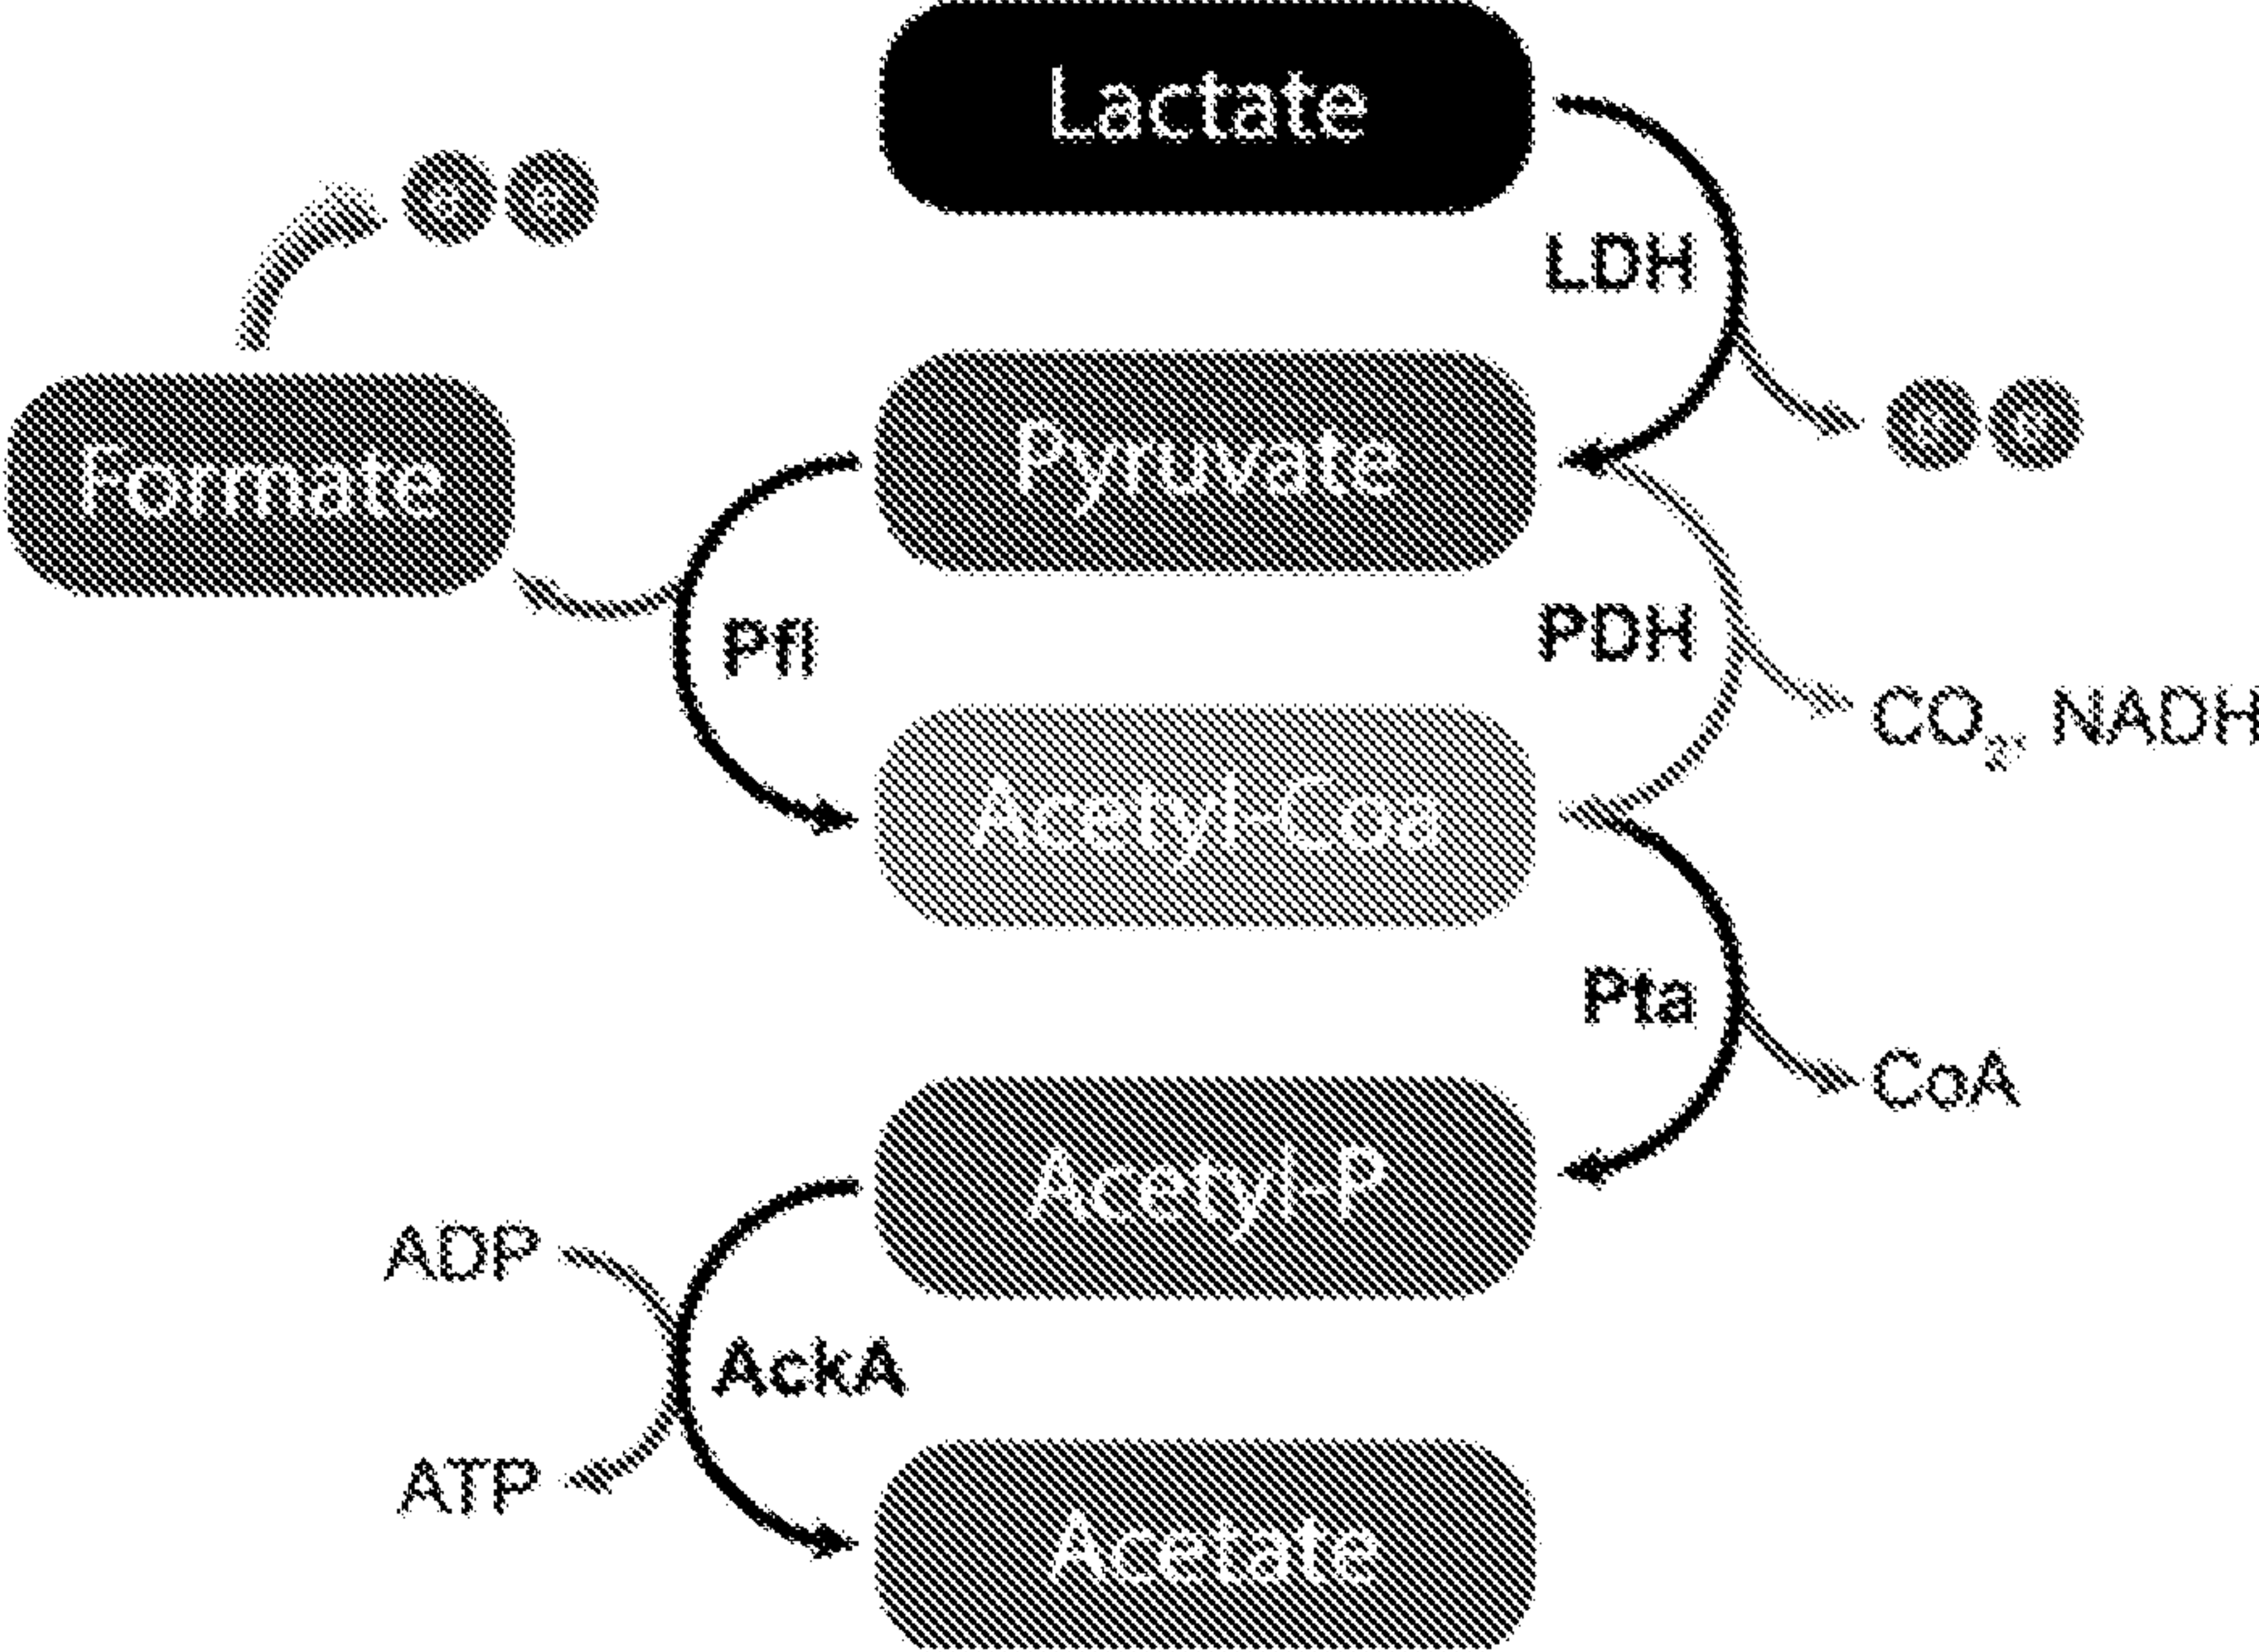 Lactate
LDH
Formate
Pyruvate
Pfl
PDH
CO2, NADH
Acetyl-Coa
Pta
CoA
Acetyl-P
ADP
AckA
ATP
Acetate